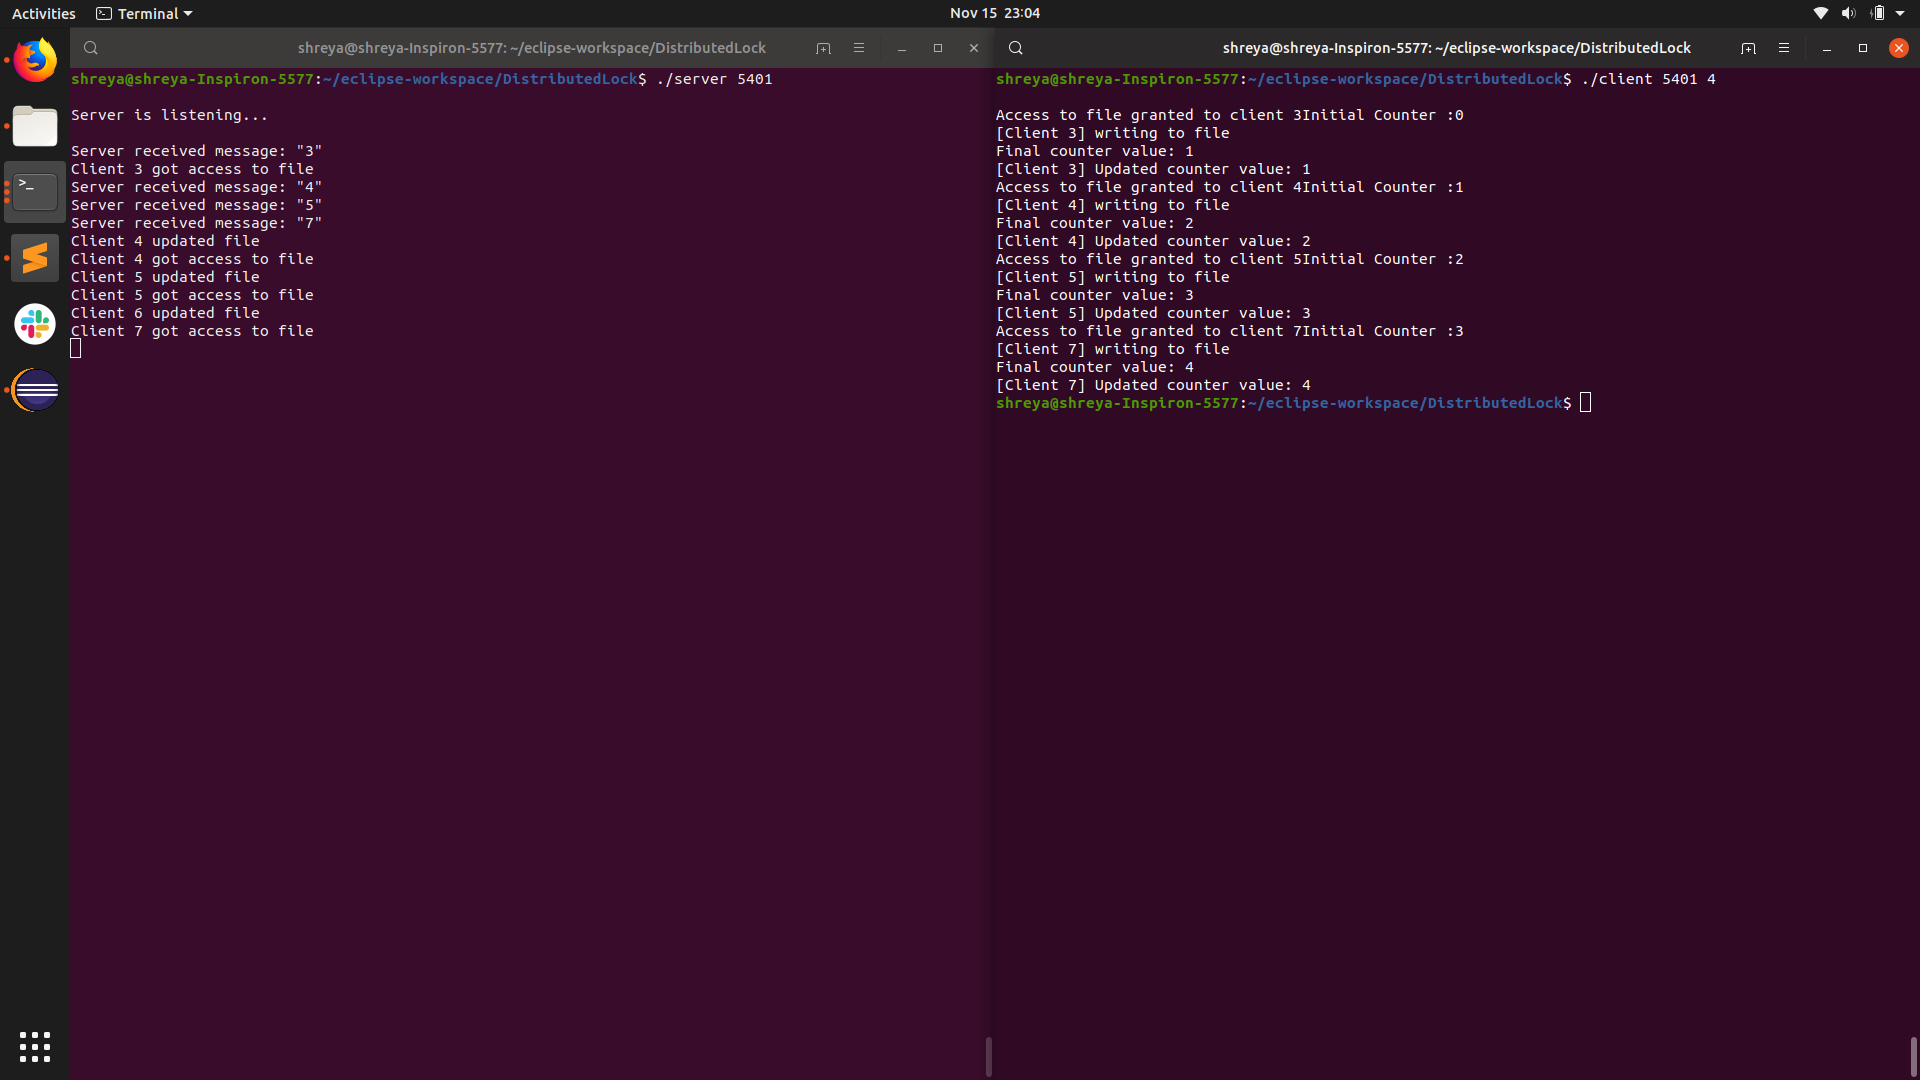 Activities Terminal Nov 15 23:04
shreya@shreya-Inspiron-5577: ~/eclipse-workspace/DistributedLock
shreya@shreya-Inspiron-5577:~/eclipse-workspace/DistributedLock$ ./server 5401
Server is listening...
Server received message: "3"
Client 3 got access to file
Server received message: "4"
Server received message: "5"
Server received message: "7"
Client 4 updated file
Client 4 got access to file
Client 5 updated file
Client 5 got access to file
Client 6 updated file
Client 7 got access to file
shreya@shreya-Inspiron-5577: ~/eclipse-workspace/DistributedLock
shreya@shreya-Inspiron-5577:~/eclipse-workspace/DistributedLock$ ./client 5401 4
Access to file granted to client 3Initial Counter :0
[Client 3] writing to file
Final counter value: 1
[Client 3] Updated counter value: 1
Access to file granted to client 4Initial Counter :1
[Client 4] writing to file
Final counter value: 2
[Client 4] Updated counter value: 2
Access to file granted to client 5Initial Counter :2
[Client 5] writing to file
Final counter value: 3
[Client 5] Updated counter value: 3
Access to file granted to client 7Initial Counter :3
[Client 7] writing to file
Final counter value: 4
[Client 7] Updated counter value: 4
shreya@shreya-Inspiron-5577:~/eclipse-workspace/DistributedLock$